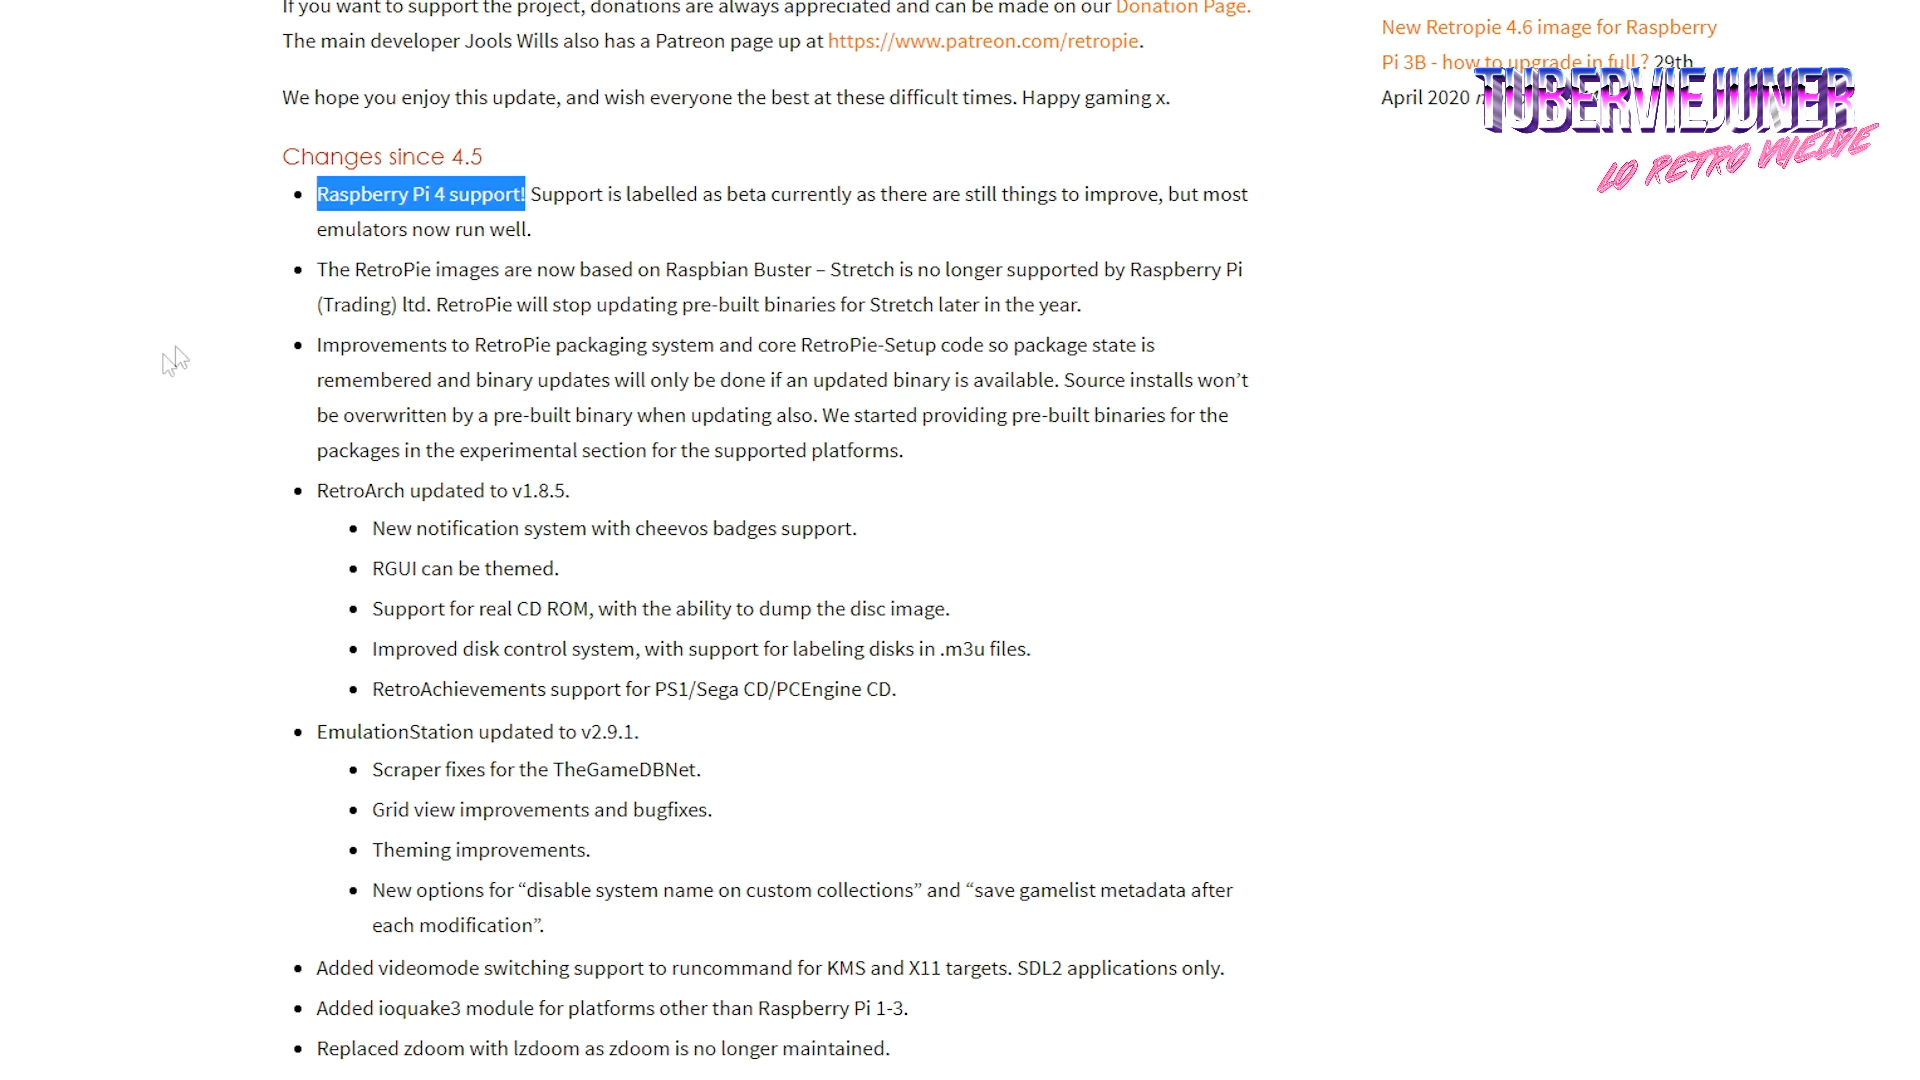 If you want to support the project, donations are always appreciated and can be made on our Donation Page.
The main developer Jools Wills also has a Patreon page up at https://www.patreon.com/retropie.
We hope you enjoy this update, and wish everyone the best at these difficult times. Happy gaming x.
Changes since 4.5
Raspberry Pi 4 support! Support is labelled as beta currently as there are still things to improve, but most
emulators now run well.
The RetroPie images are now based on Raspbian Buster – Stretch is no longer supported by Raspberry Pi
(Trading) ltd. RetroPie will stop updating pre-built binaries for Stretch later in the year.
Improvements to RetroPie packaging system and core RetroPie-Setup code so package state is
remembered and binary updates will only be done if an updated binary is available. Source installs won’t
be overwritten by a pre-built binary when updating also. We started providing pre-built binaries for the
packages in the experimental section for the supported platforms.
RetroArch updated to v1.8.5.
New notification system with cheevos badges support.
RGUI can be themed.
Support for real CD ROM, with the ability to dump the disc image.
Improved disk control system, with support for labeling disks in .m3u files.
RetroAchievements support for PS1/Sega CD/PCEngine CD.
EmulationStation updated to v2.9.1.
Scraper fixes for the TheGameDBNet.
Grid view improvements and bugfixes.
Theming improvements.
New options for “disable system name on custom collections” and “save gamelist metadata after
each modification”.
Added videomode switching support to runcommand for KMS and X11 targets. SDL2 applications only.
Added ioquake3 module for platforms other than Raspberry Pi 1-3.
Replaced zdoom with lzdoom as zdoom is no longer maintained.
New Retropie 4.6 image for Raspberry
Pi 3B - how to upgrade in full ? 29th
April 2020
TUBERVIEJUNER
LO RETRO VUELVE